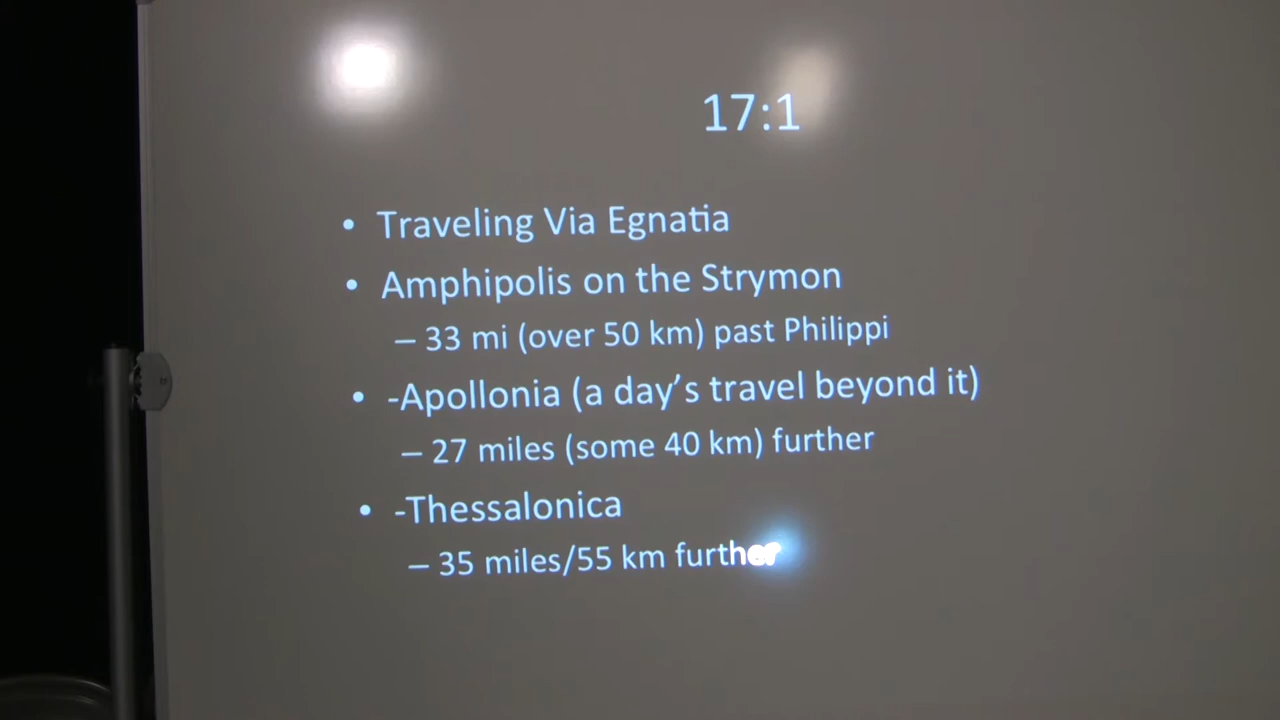 17:1
• Traveling Via Egnatia
• Amphipolis on the Strymon
– 33 mi (over 50 km) past Philippi
• -Apollonia (a day’s travel beyond it)
– 27 miles (some 40 km) further
• -Thessalonica
– 35 miles/55 km further